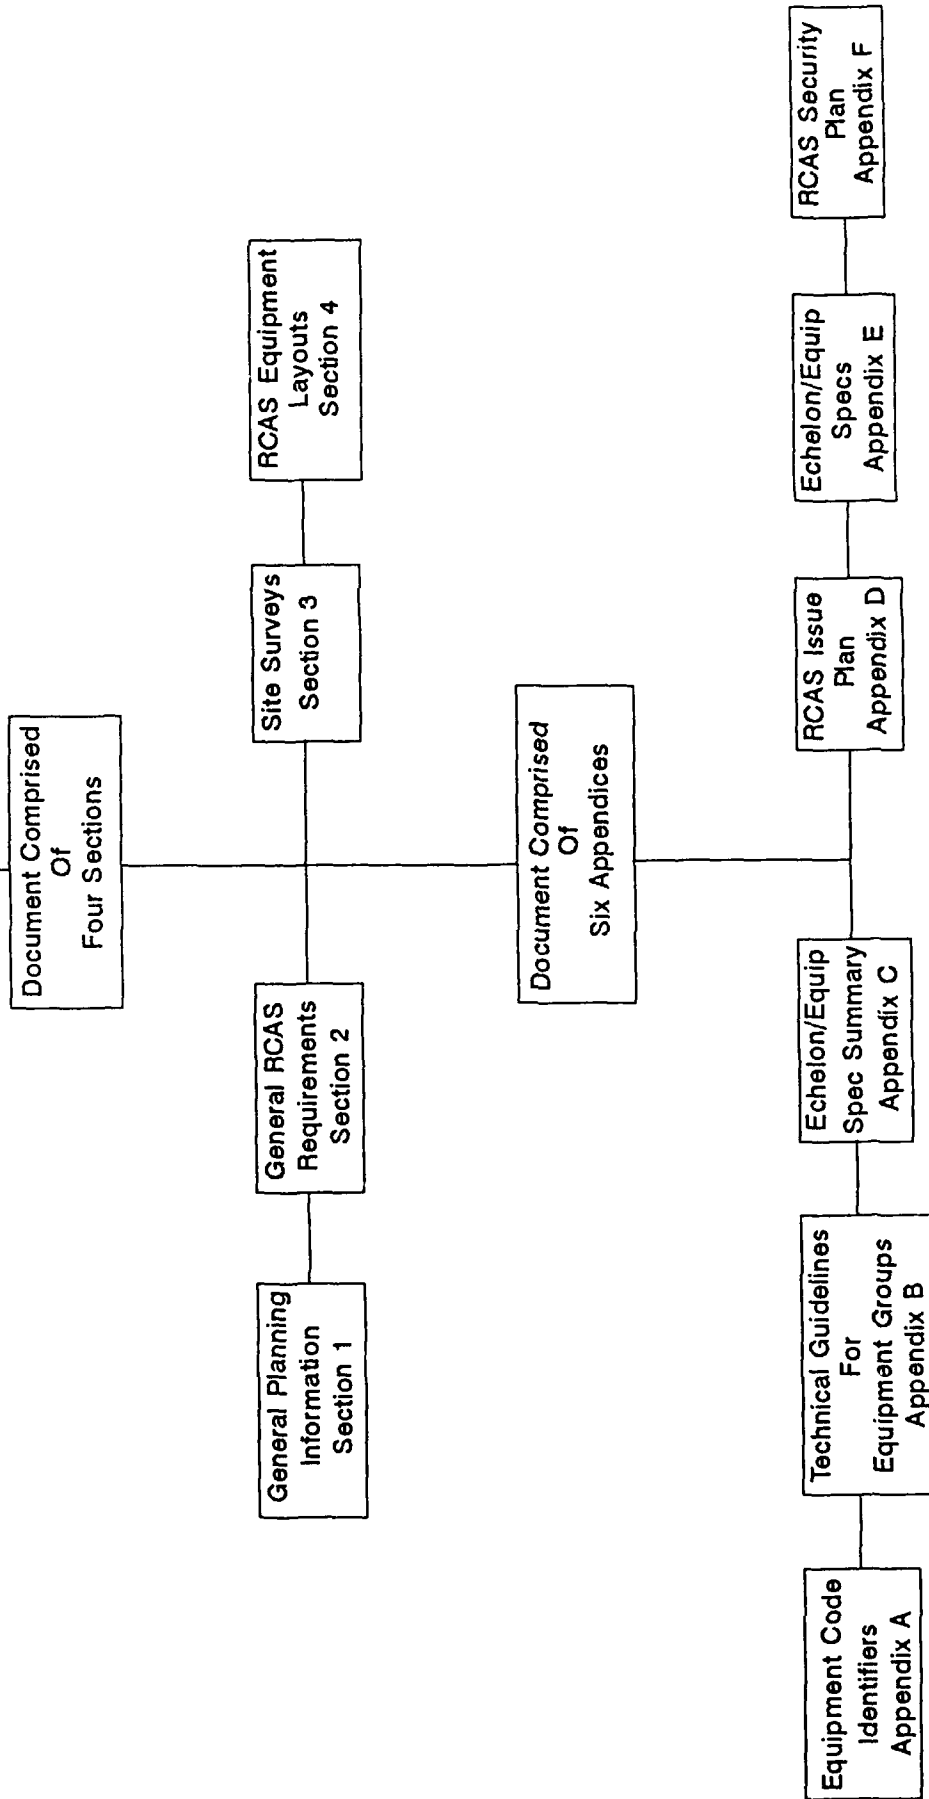 Document Comprised
Of
Four Sections
General Planning
Information
Section 1
General RCAS
Requirements
Section 2
Site Surveys
Section 3
RCAS Equipment
Layouts
Section 4
Document Comprised
Of
Six Appendices
Equipment Code
Identifiers
Appendix A
Technical Guidelines
For
Equipment Groups
Appendix B
Echelon/Equip
Spec Summary
Appendix C
RCAS Issue
Plan
Appendix D
Echelon/Equip
Specs
Appendix E
RCAS Security
Plan
Appendix F